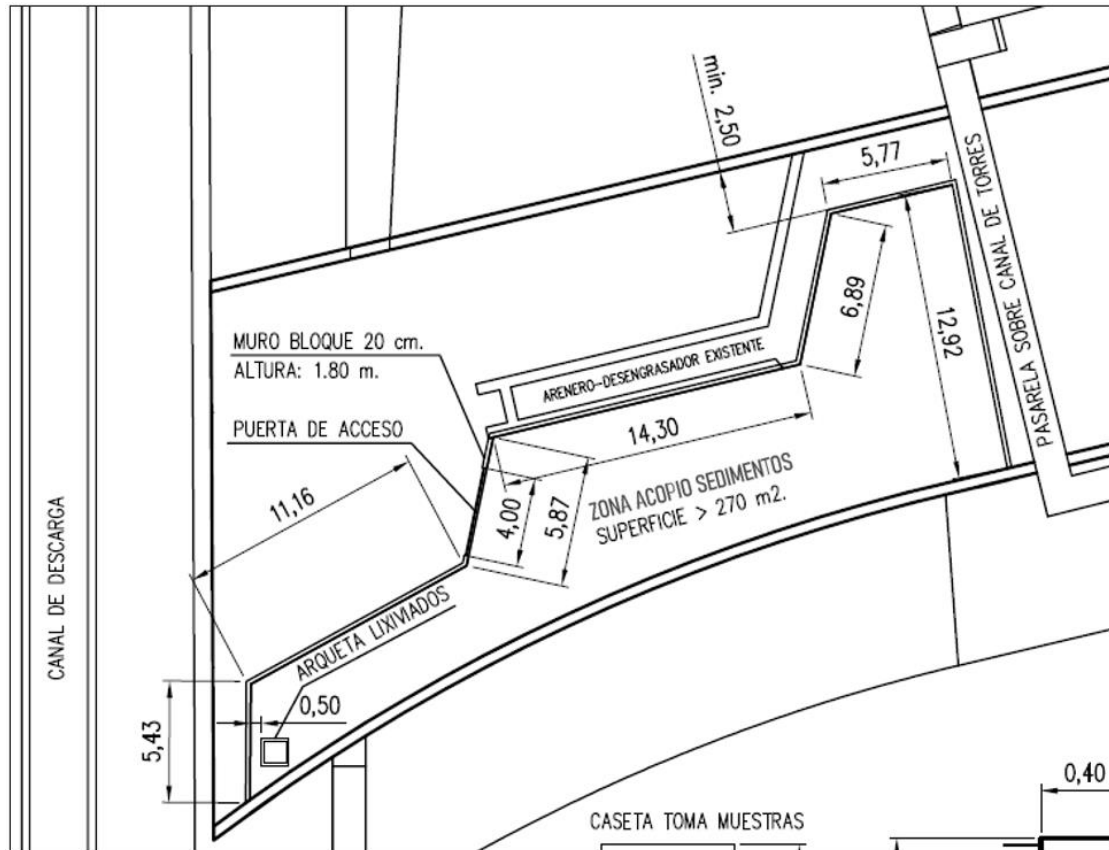 min. 2,50
5,77
PASARELA SOBRE CANAL DE TORRES
6,89
12,92
MURO BLOQUE 20 cm.
ALTURA: 1.80 m.
ARENERO-DESENGRASADOR EXISTENTE
PUERTA DE ACCESO
14,30
11,16
4,00
5,87
ZONA ACOPIO SEDIMENTOS
SUPERFICIE > 270 m2.
CANAL DE DESCARGA
ARQUETA LIXIVIADOS
0,50
5,43
0,40
CASETA TOMA MUESTRAS